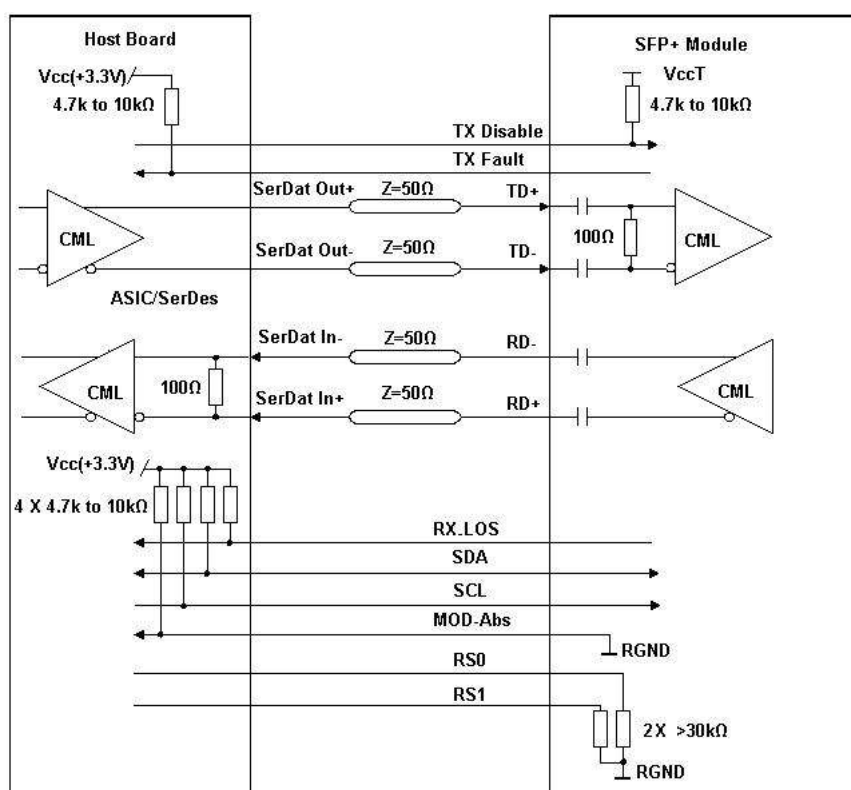 Host Board
SFP+ Module
Vcc(+3.3V)
VccT
4.7k to 10kΩ
4.7k to 10kΩ
TX Disable
TX Fault
SerDat Out+
Z=50Ω
TD+
CML
100Ω
CML
SerDat Out-
Z=50Ω
TD-
ASIC/SerDes
SerDat In-
Z=50Ω
RD-
CML
100Ω
CML
SerDat In+
Z=50Ω
RD+
Vcc(+3.3V)
4 X 4.7k to 10kΩ
RX_LOS
SDA
SCL
MOD-Abs
RGND
RS0
RS1
2X >30kΩ
RGND